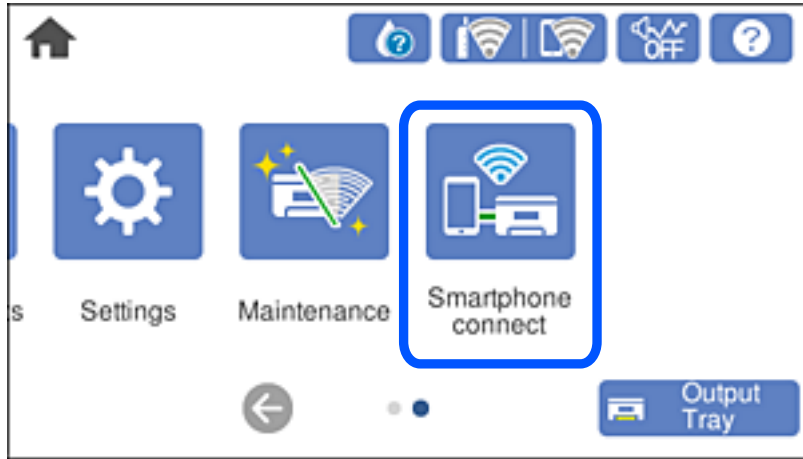 ?
OFF
?
s
Settings
Maintenance
Smartphone
connect
Output
Tray